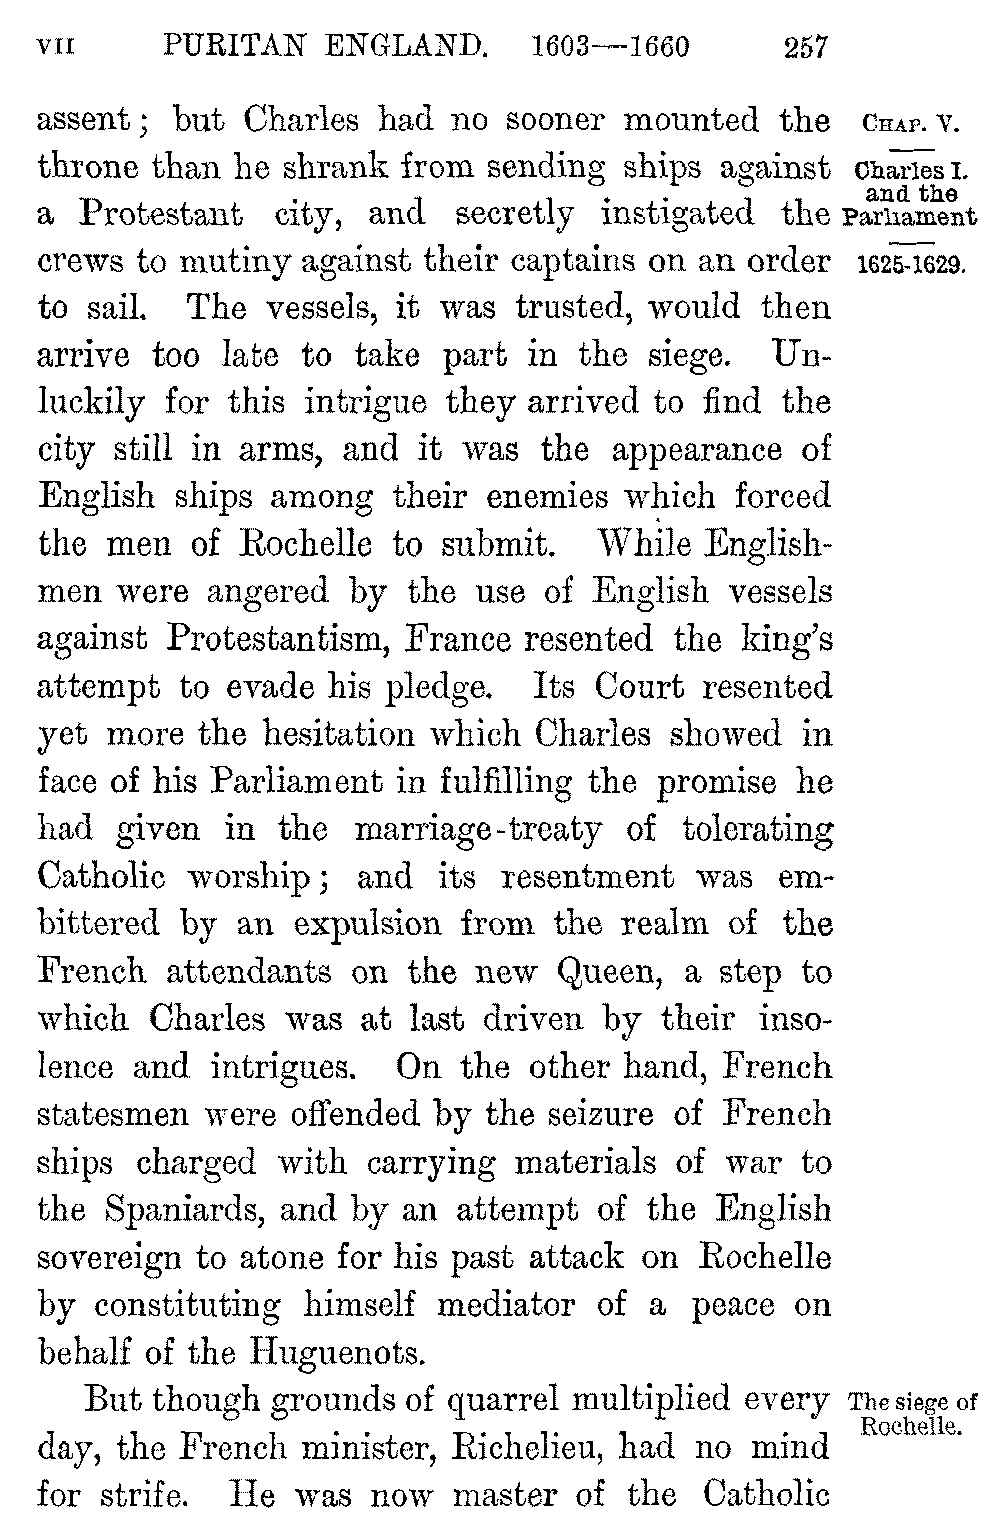 VII PURITAN ENGLAND. 1603—1660 257
assent; but Charles had no sooner mounted the
throne than he shrank from sending ships against
a Protestant city, and secretly instigated the
crews to mutiny against their captains on an order
to sail. The vessels, it was trusted, would then
arrive too late to take part in the siege. Un-
luckily for this intrigue they arrived to find the
city still in arms, and it was the appearance of
English ships among their enemies which forced
the men of Rochelle to submit. While English-
men were angered by the use of English vessels
against Protestantism, France resented the king's
attempt to evade his pledge. Its Court resented
yet more the hesitation which Charles showed in
face of his Parliament in fulfilling the promise he
had given in the marriage-treaty of tolerating
Catholic worship; and its resentment was em-
bittered by an expulsion from the realm of the
French attendants on the new Queen, a step to
which Charles was at last driven by their inso-
lence and intrigues. On the other hand, French
statesmen were offended by the seizure of French
ships charged with carrying materials of war to
the Spaniards, and by an attempt of the English
sovereign to atone for his past attack on Rochelle
by constituting himself mediator of a peace on
behalf of the Huguenots.
But though grounds of quarrel multiplied every
day, the French minister, Richelieu, had no mind
for strife. He was now master of the Catholic
CHAP. V.
Charles I.
and the
Parliament
1625-1629.
The siege of
Rochelle.